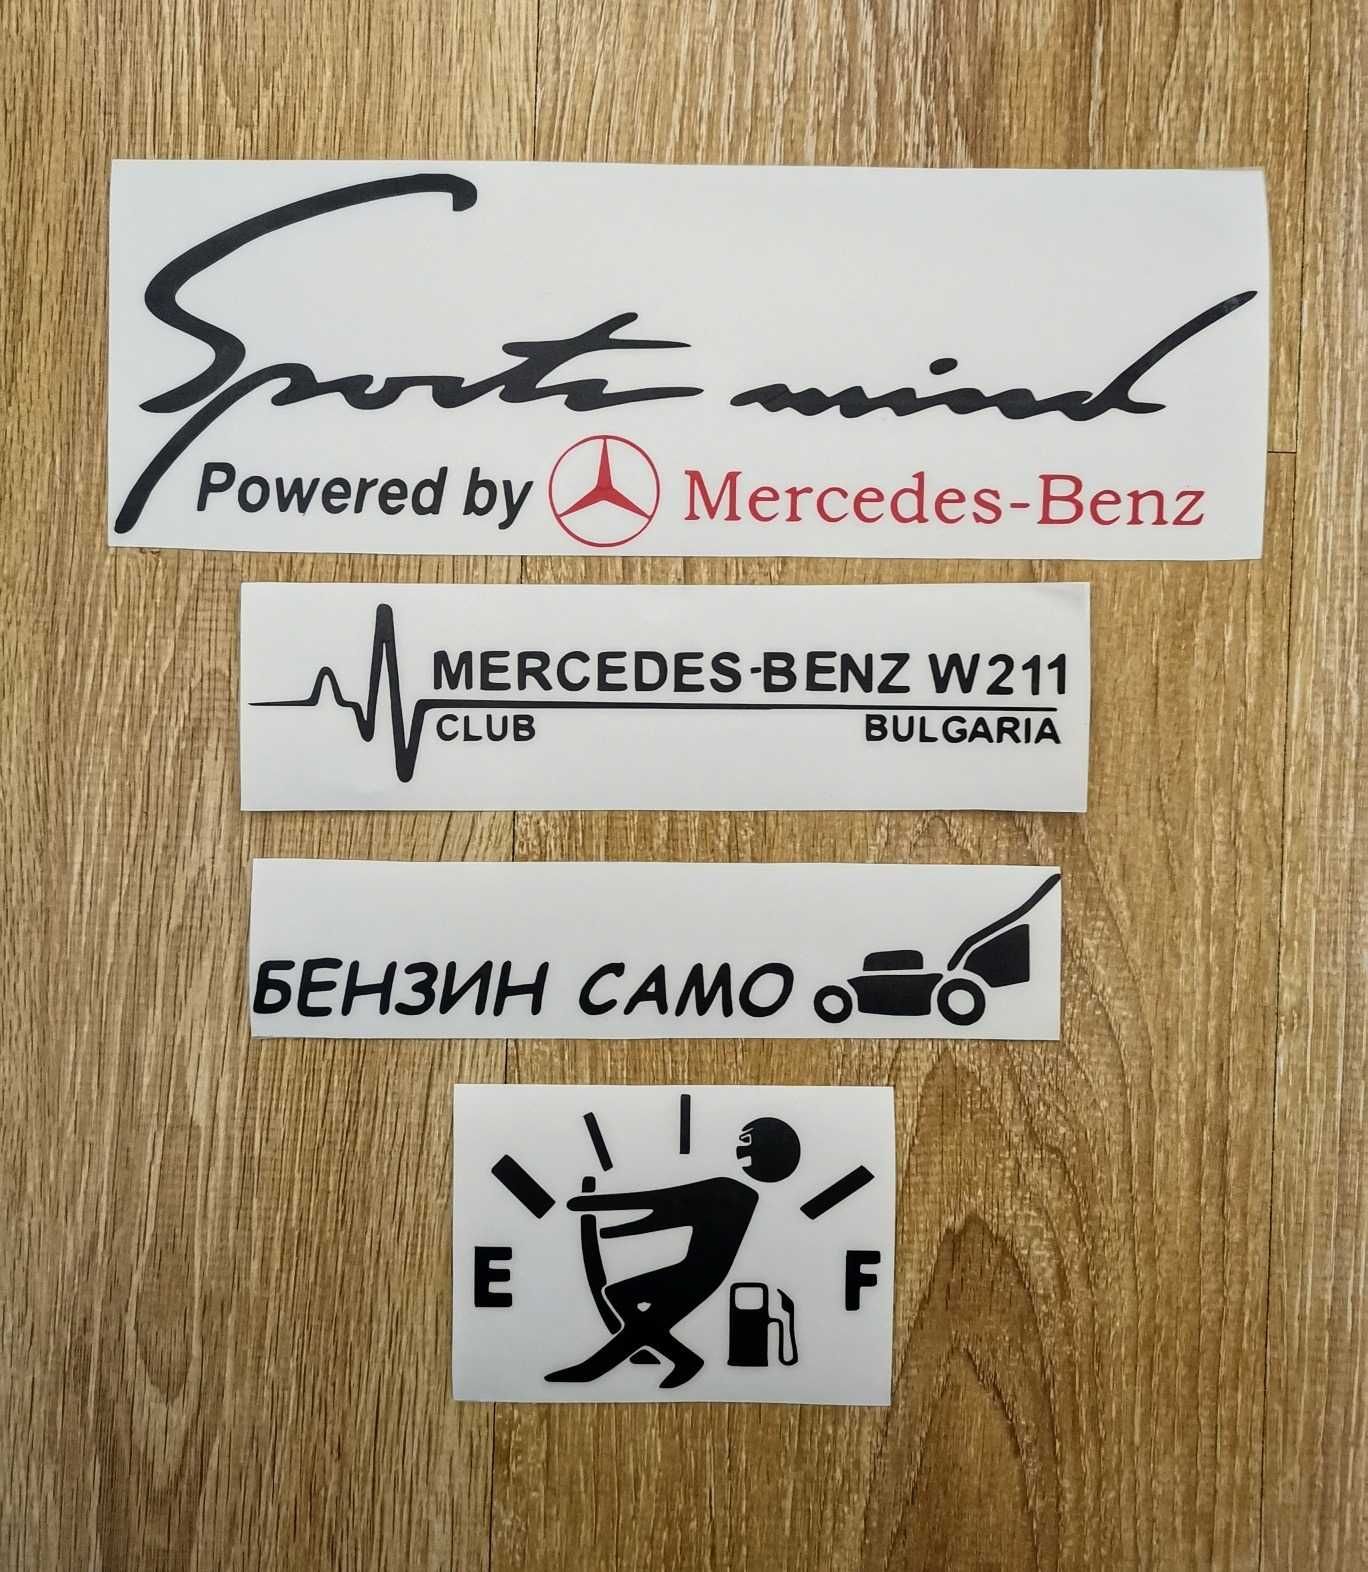 Sports mind
Powered by Mercedes-Benz
MERCEDES-BENZ W211
CLUB BULGARIA
БЕНЗИН САМО
E F